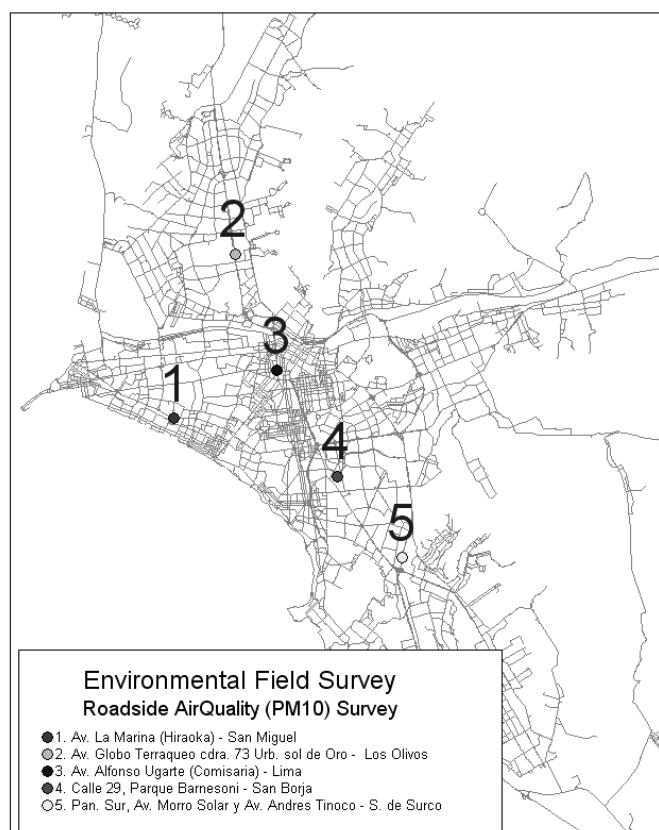 2
3
1
4
5
Environmental Field Survey
Roadside AirQuality (PM10) Survey
1. Av. La Marina (Hiraoka) - San Miguel
2. Av. Globo Terraqueo cdra. 73 Urb. sol de Oro - Los Olivos
3. Av. Alfonso Ugarte (Comisaria) - Lima
4. Calle 29, Parque Barnesoni - San Borja
5. Pan. Sur, Av. Morro Solar y Av. Andres Tinoco - S. de Surco